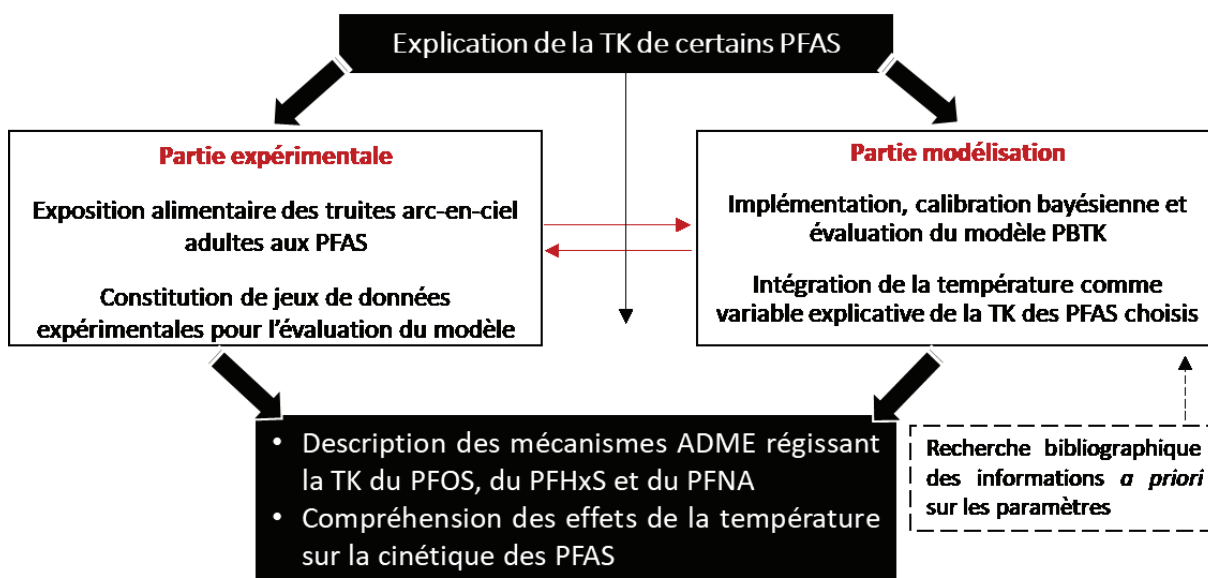 Explication de la TK de certains PFAS
Partie expérimentale
Exposition alimentaire des truites arc-en-ciel
adultes aux PFAS
Constitution de jeux de données
expérimentales pour l'évaluation du modèle
Partie modélisation
Implémentation, calibration bayésienne et
évaluation du modèle PBTK
Intégration de la température comme
variable explicative de la TK des PFAS choisis
• Description des mécanismes ADME régissant
la TK du PFOS, du PFHxS et du PFNA
• Compréhension des effets de la température
sur la cinétique des PFAS
Recherche bibliographique
des informations a priori
sur les paramètres